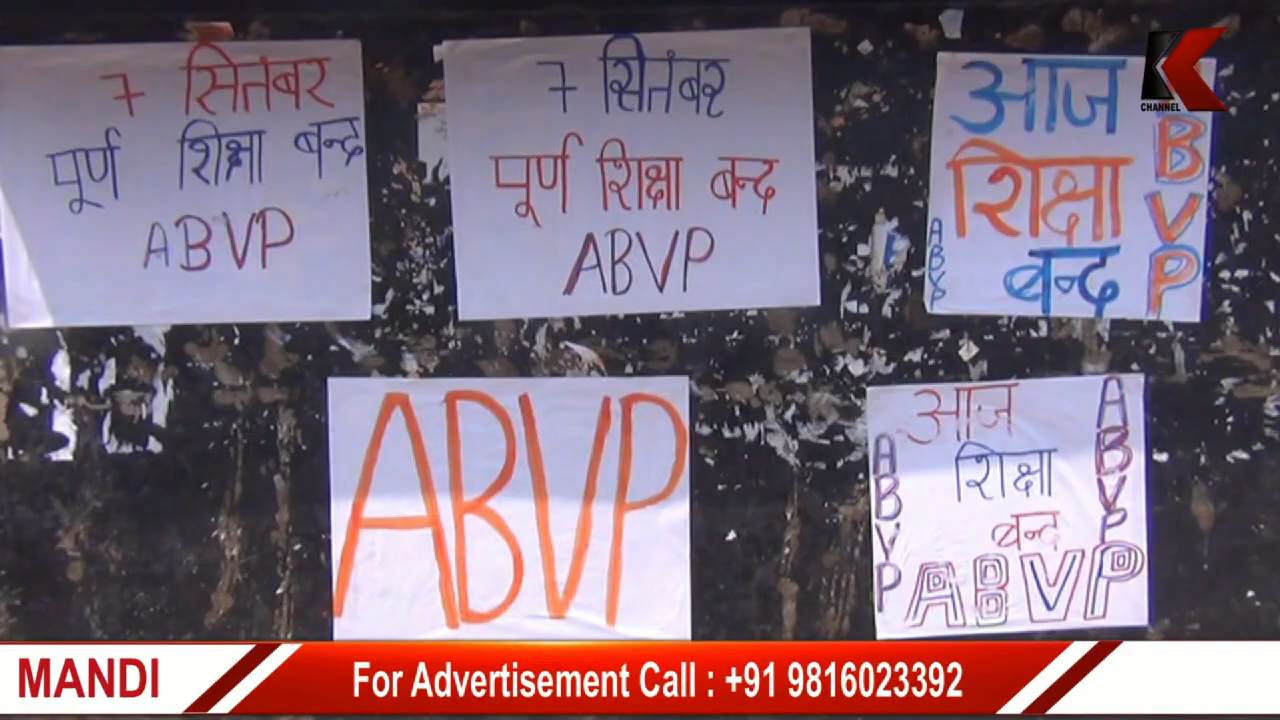 7 सितंबर
पूर्ण शिक्षा बन्द
ABVP
7 सितंबर
पूर्ण शिक्षा बन्द
ABVP
आज
शिक्षा
बन्द
ABVP
BVP
K
CHANNEL
ABVP
आज
शिक्षा
बन्द
ABVP
ABVP
ABVP
MANDI
For Advertisement Call : +91 9816023392